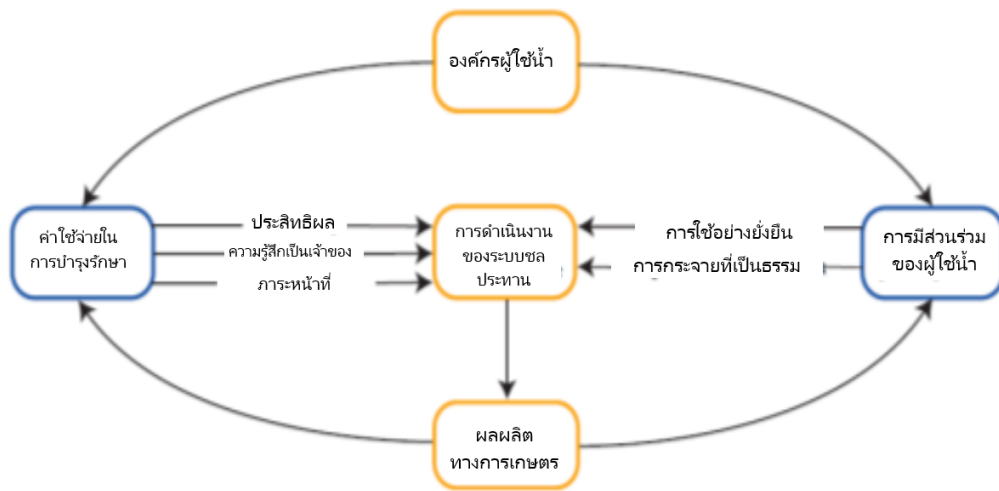 องค์กรผู้ใช้น้ำ
ค่าใช้จ่ายใน
การบำรุงรักษา
ประสิทธิผล
ความรู้สึกเป็นเจ้าของ
ภาระหน้าที่
การดำเนินงาน
ของระบบชล
ประทาน
การใช้อย่างยั่งยืน
การกระจายที่เป็นธรรม
การมีส่วนร่วม
ของผู้ใช้น้ำ
ผลผลิต
ทางการเกษตร